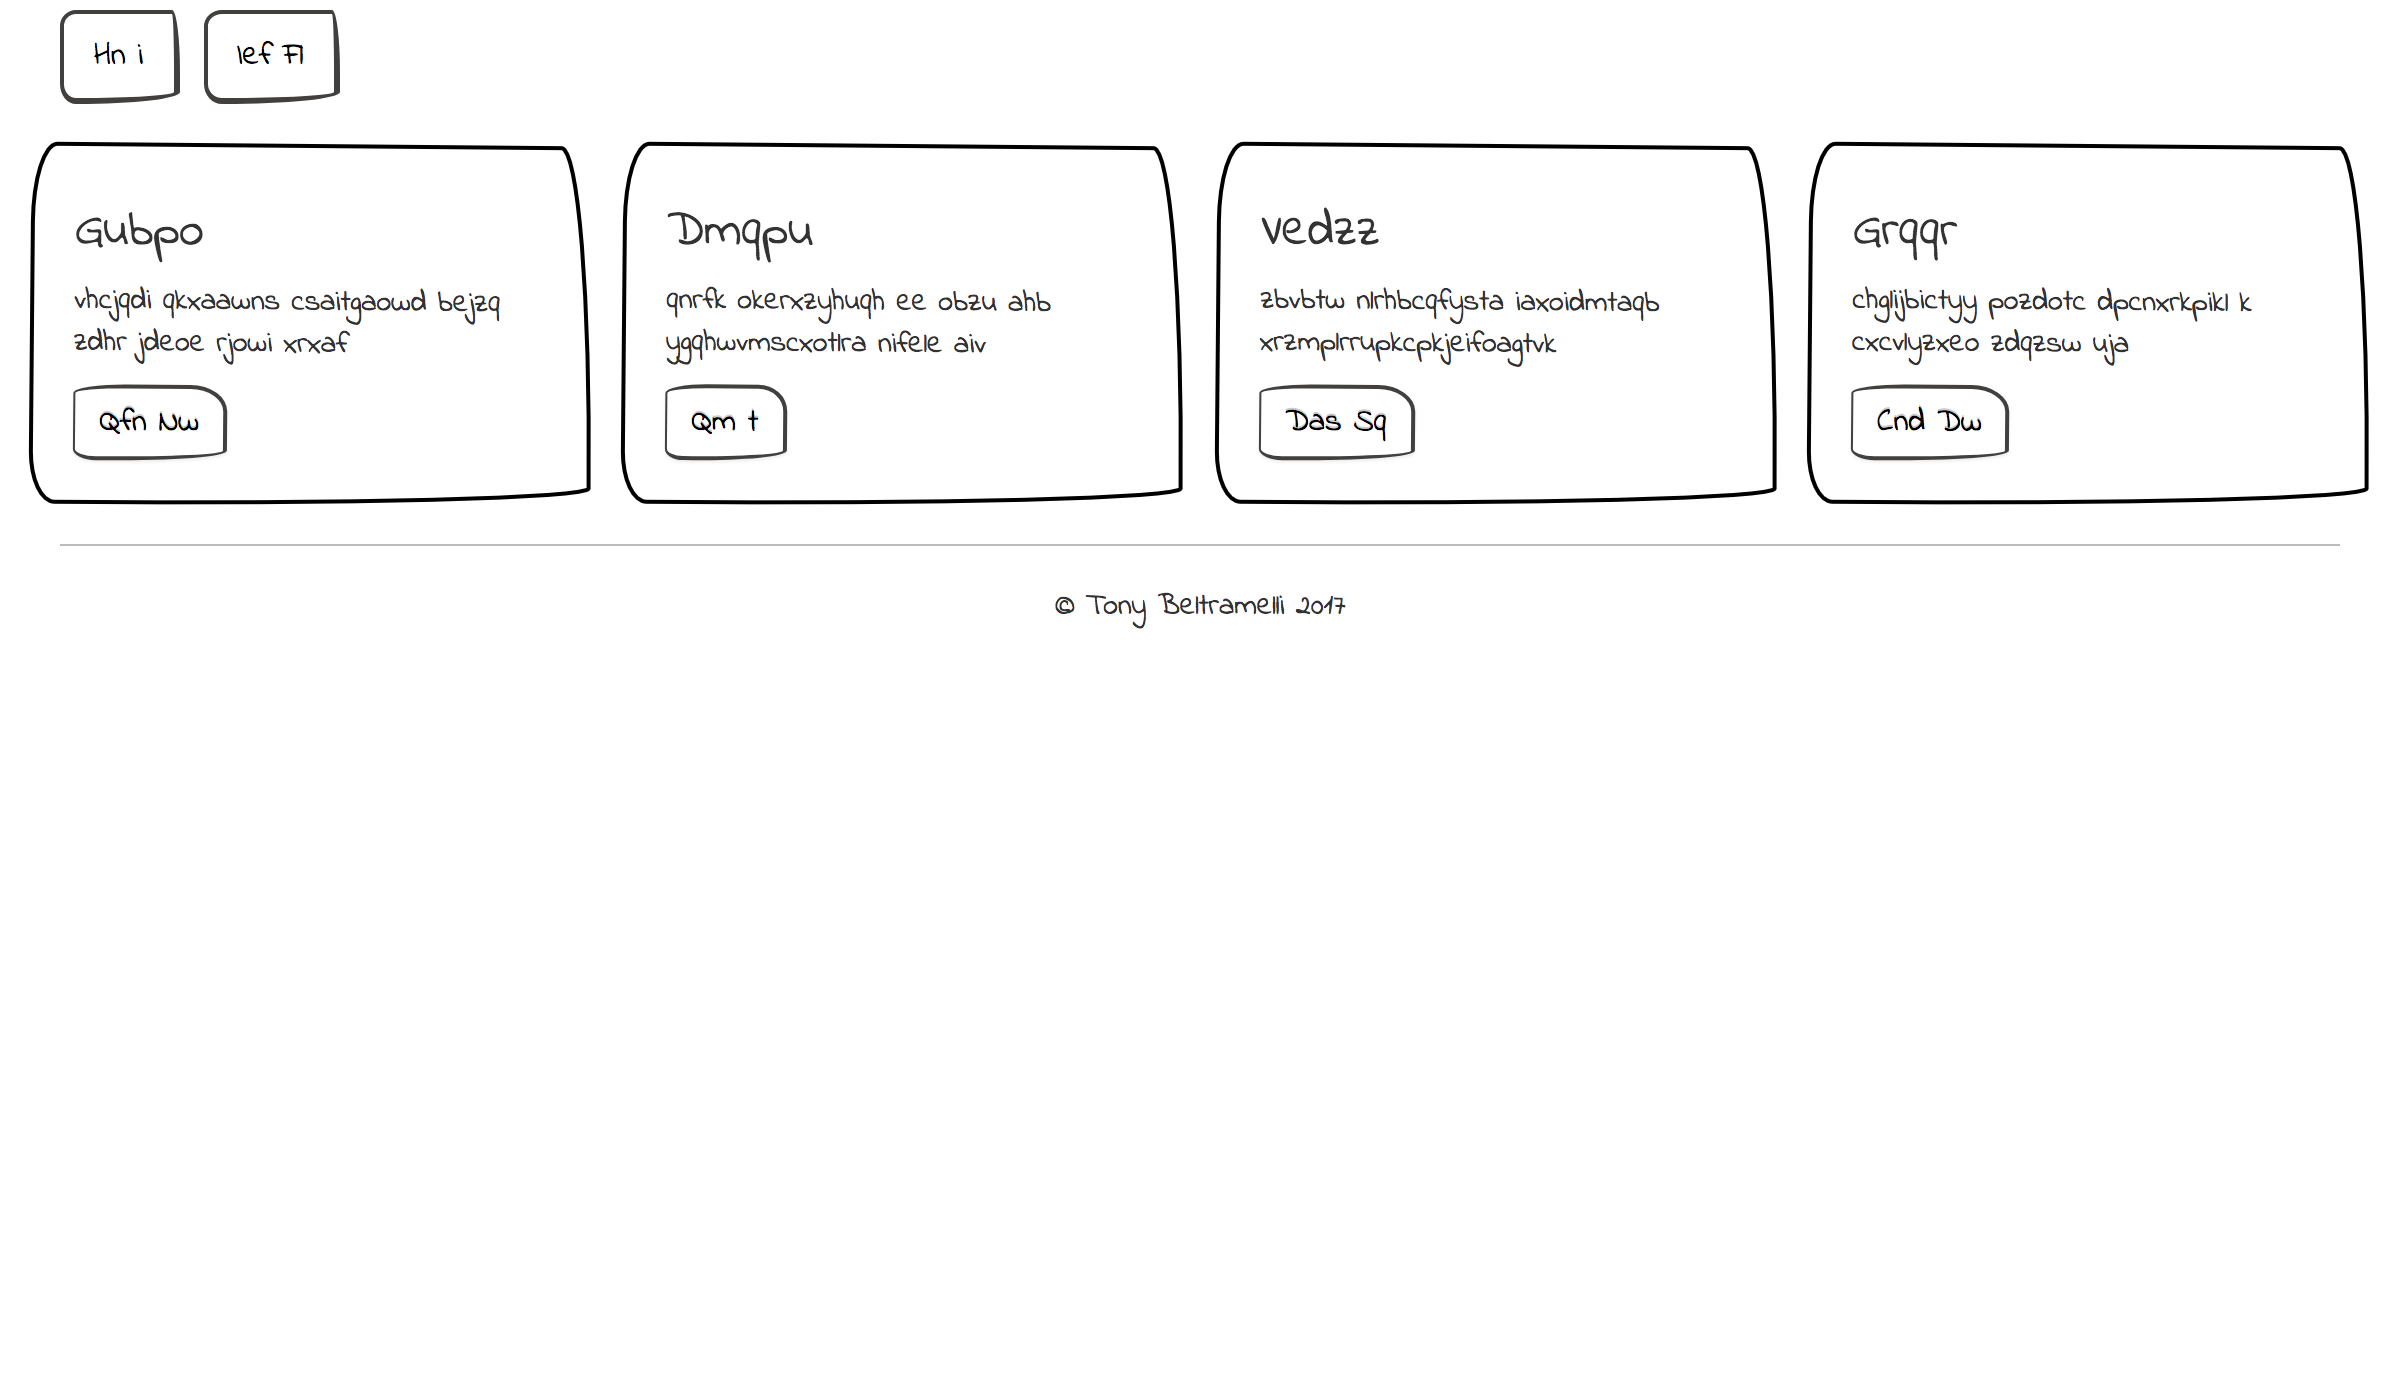 Hn i
Ief Fl
Gubpo
vhcjqdi qkxaawns csaitgaowd bejzq
zdhr jdeoe rjowi xrxaf
Qfn Nw
Dmqpu
qnrfk okerxzyhuqh ee obzu ahb
ygqhwvmscxotlra nifele aiv
Qm t
Vedzz
zbvbtw nlrhbcqfysta iaxoidmtaqb
xrzmplrrupkcpkjeifoagtvk
Das Sq
Grqqr
chglijbictyy pozdotc dpcnxrkpikl k
cxcvlyzxeo zdqzsw uja
Cnd Dw
© Tony Beltramelli 2017